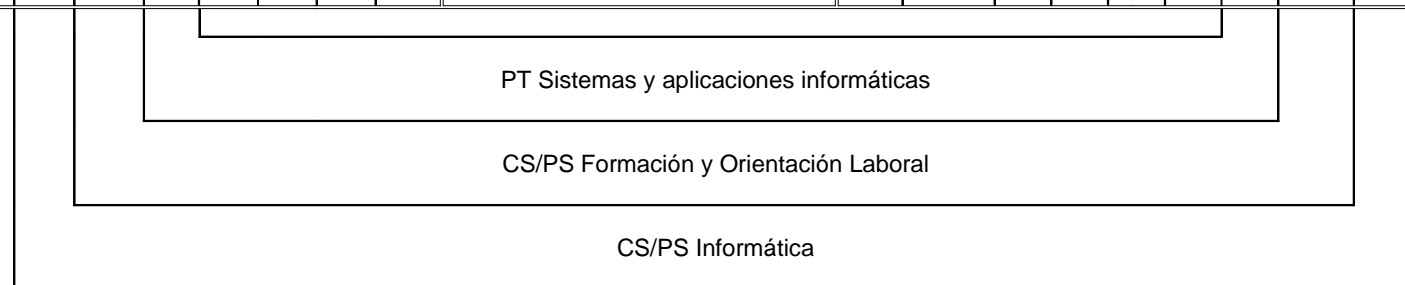 PT Sistemas y aplicaciones informáticas
CS/PS Formación y Orientación Laboral
CS/PS Informática